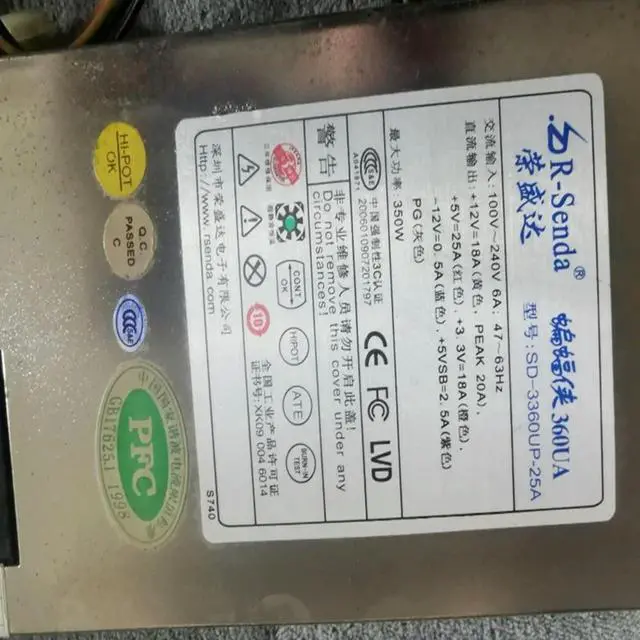 R-Senda®
荣盛达
蝙蝠侠360UA
型号:SD-3360UP-25A
交流输入:100V~240V 6A; 47-63Hz
直流输出:+12V=18A(黄色, PEAK 20A),
+5V=25A(红色),+3.3V=18A(橙色),
-12V=0.5A(蓝色),+5VSB=2.5A(紫色)
PG(灰色)
最大功率:350W
中国强制性3C认证
2006010907201797
CE FC LVD
警告
非专业维修人员请勿开启此盖!
Do not remove this cover under any
circumstances!
CONT.
OK
HIPOT
ATE
BURN-IN
TEST
10
全国工业产品许可证
证书号:XK09 004 6014
深圳市荣盛达电子有限公司
Http://www.rsenda.com
S740
HI-POT
OK
Q.C.
PASSED
C
PFC